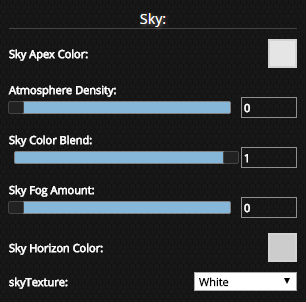 Sky:
Sky Apex Color:
Atmosphere Density:
0
Sky Color Blend:
1
Sky Fog Amount:
0
Sky Horizon Color:
skyTexture: White